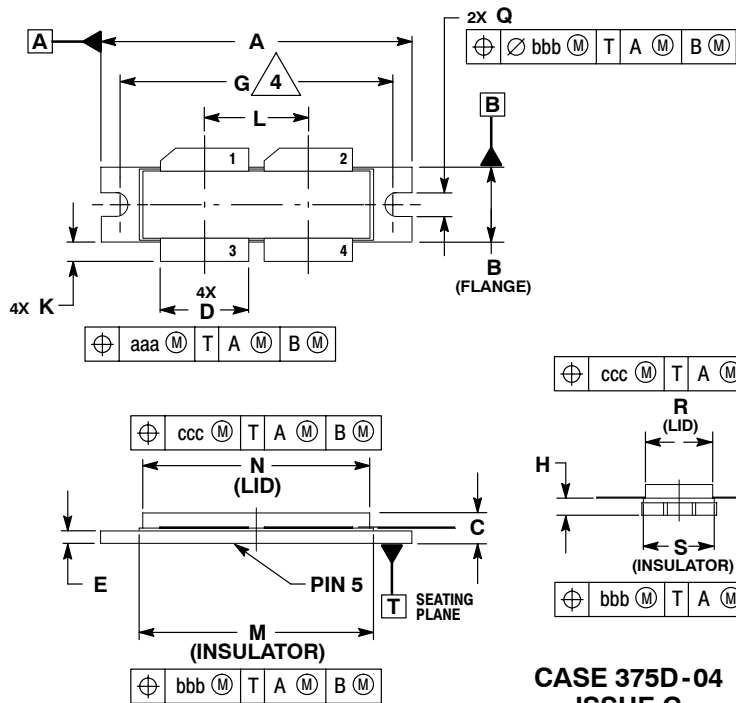 2X Q
A
A
⌖ ∅ bbb Ⓜ T A Ⓜ B Ⓜ
G 4
L
B
1 2
3 4
B
(FLANGE)
4X K
4X
D
⌖ aaa Ⓜ T A Ⓜ B Ⓜ
⌖ ccc Ⓜ T A Ⓜ
R
(LID)
⌖ ccc Ⓜ T A Ⓜ B Ⓜ
N
(LID)
H
C
E
PIN 5
T SEATING
PLANE
S
(INSULATOR)
M
(INSULATOR)
⌖ bbb Ⓜ T A Ⓜ
⌖ bbb Ⓜ T A Ⓜ B Ⓜ
CASE 375D-04